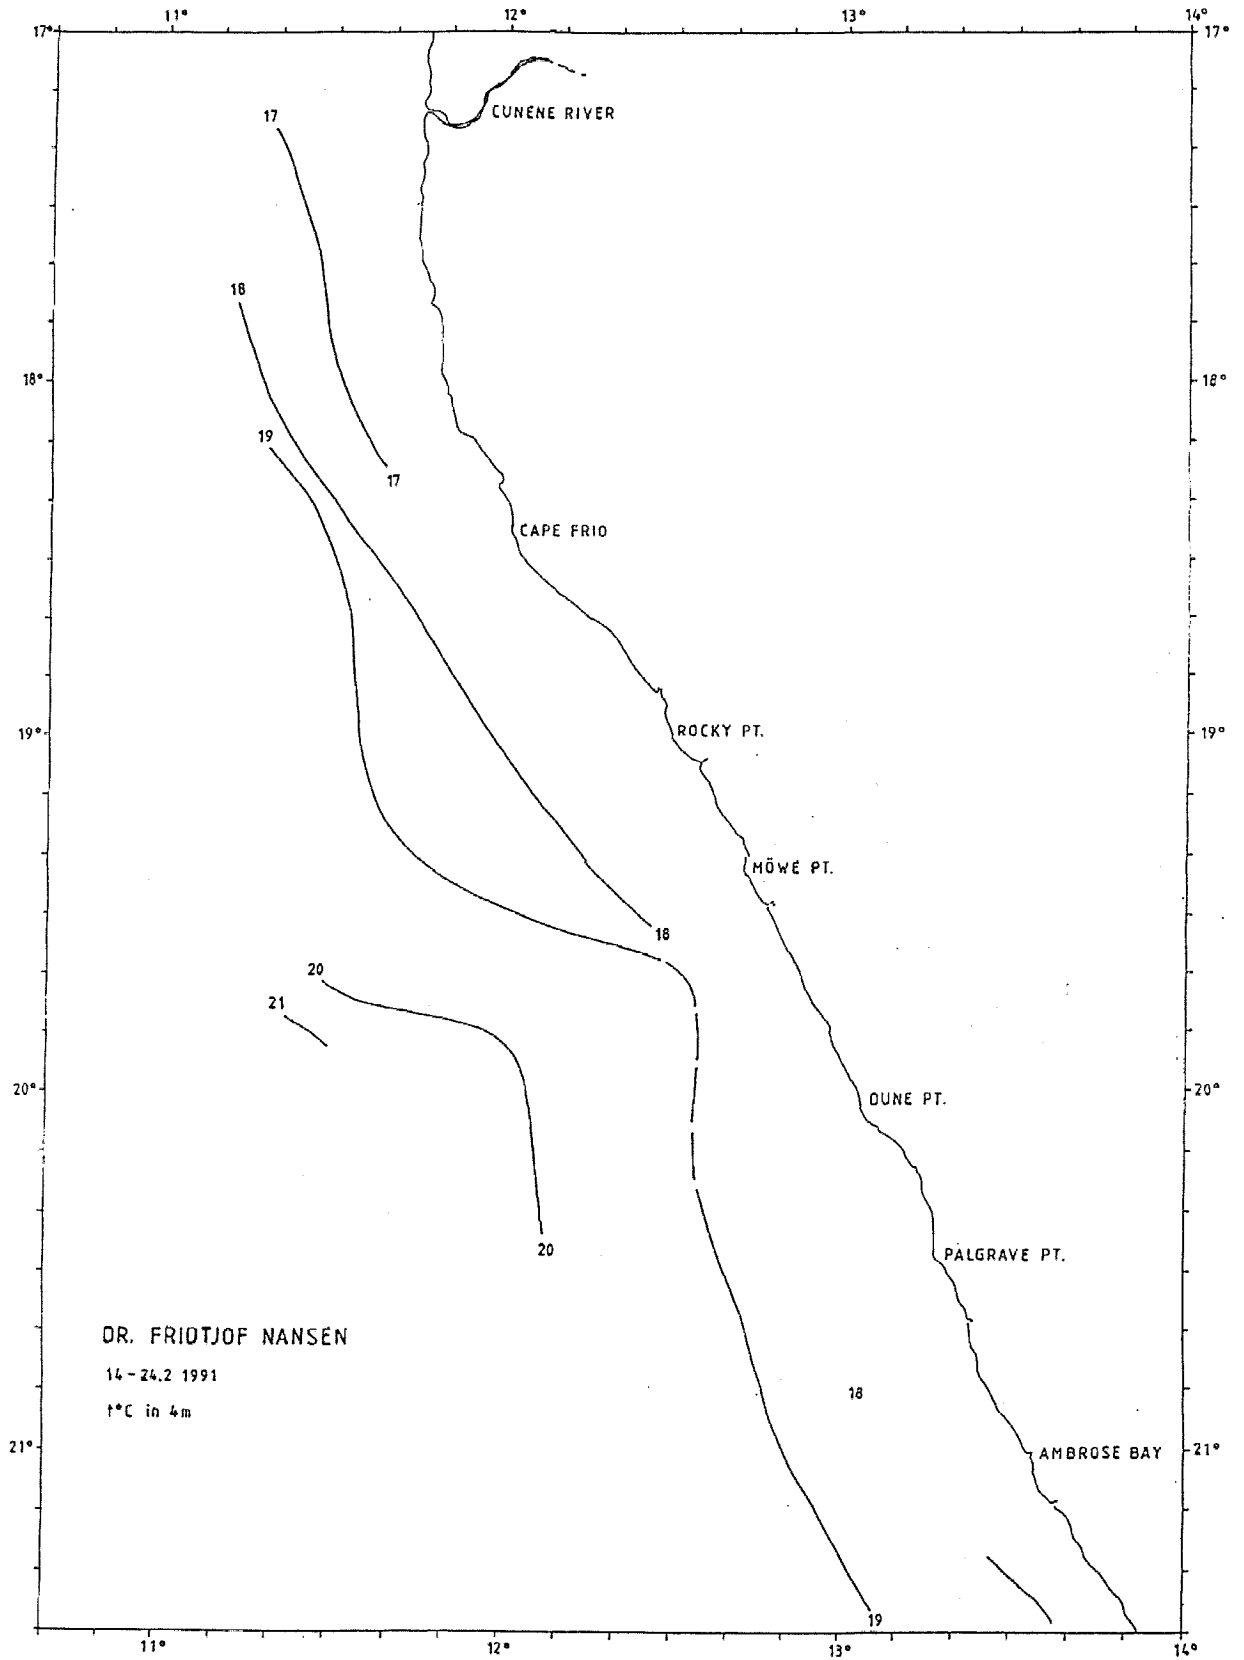 11° 12° 13° 14°
17° 17°
CUNENE RIVER
17
18
18° 18°
19
17
CAPE FRIO
19° ROCKY PT. 19°
MÖWE PT.
18
20
21
20° 20°
DUNE PT.
20
PALGRAVE PT.
DR. FRIDTJOF NANSEN
14-24.2 1991
t°C in 4m
18
21° AMBROSE BAY 21°
19
11° 12° 13° 14°